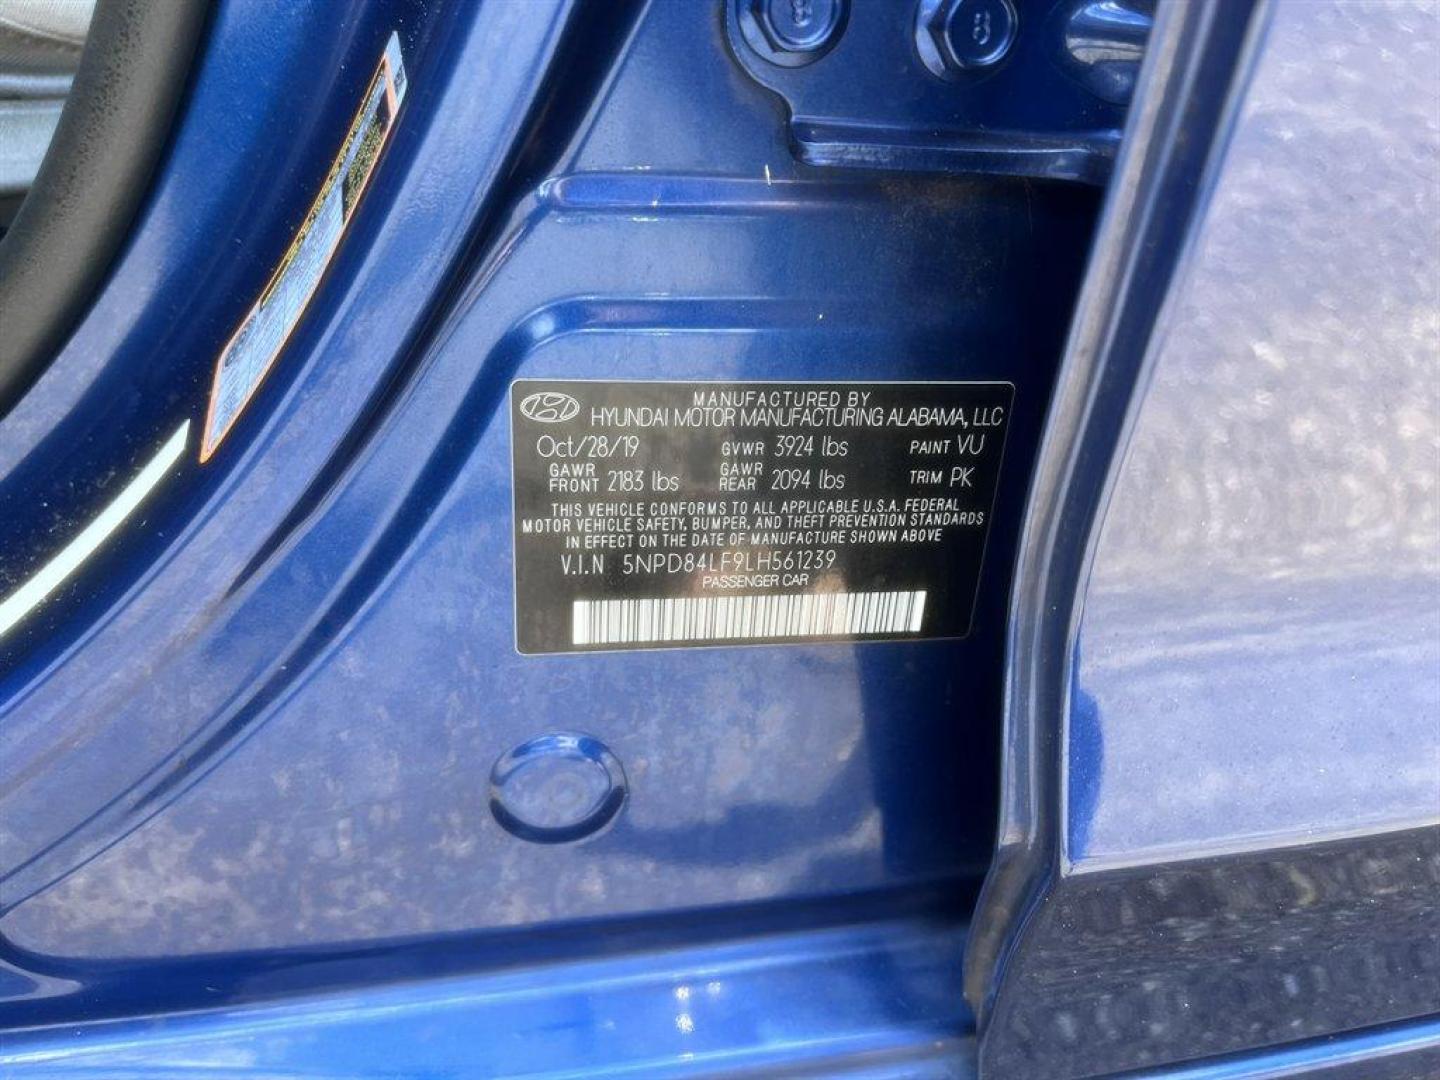 MANUFACTURED BY
HYUNDAI MOTOR MANUFACTURING ALABAMA, LLC
Oct/28/19 GVWR 3924 lbs PAINT VU
GAWR FRONT 2183 lbs GAWR REAR 2094 lbs TRIM PK
THIS VEHICLE CONFORMS TO ALL APPLICABLE U.S.A. FEDERAL
MOTOR VEHICLE SAFETY, BUMPER, AND THEFT PREVENTION STANDARDS
IN EFFECT ON THE DATE OF MANUFACTURE SHOWN ABOVE
V.I.N 5NPD84LF9LH561239
PASSENGER CAR